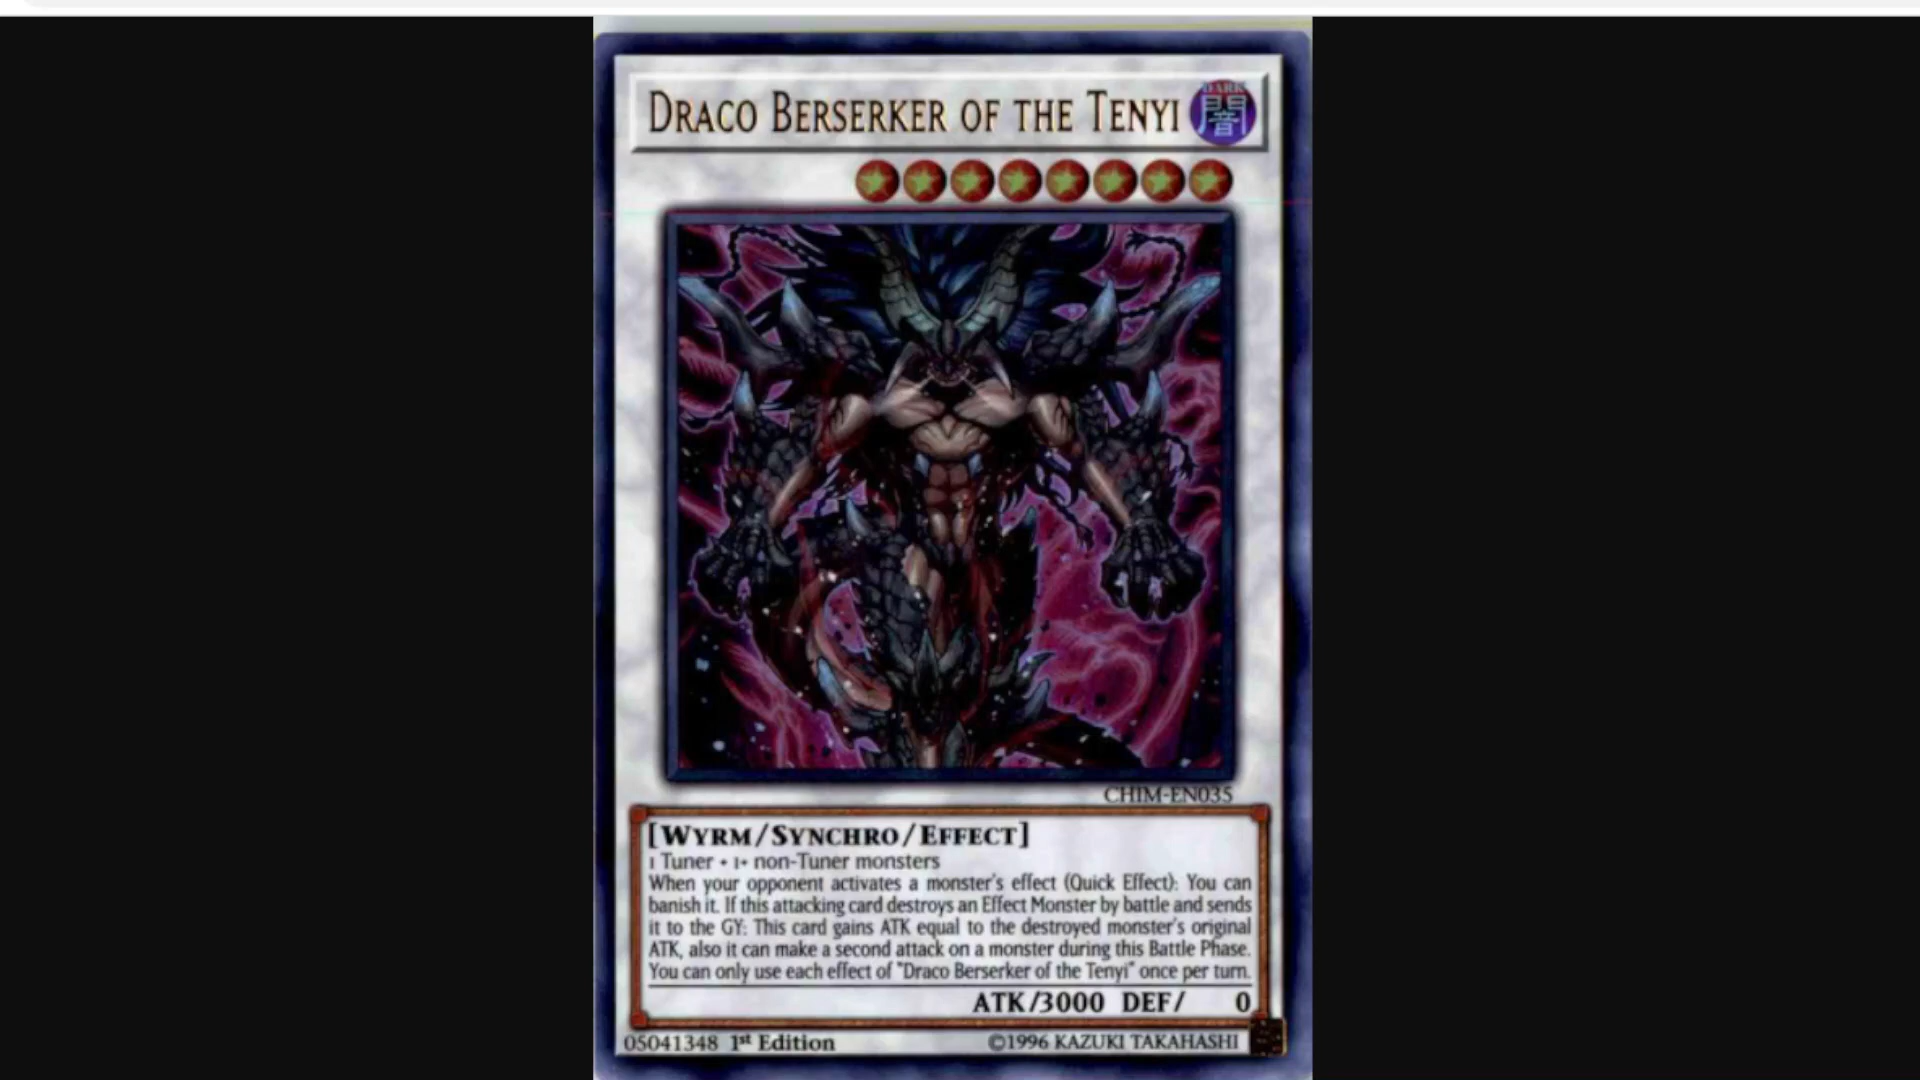 DRACO BERSERKER OF THE TENYI
DARK
闇
CHIM-EN035
[WYRM/SYNCHRO/EFFECT]
1 Tuner + 1+ non-Tuner monsters
When your opponent activates a monster's effect (Quick Effect): You can
banish it. If this attacking card destroys an Effect Monster by battle and sends
it to the GY: This card gains ATK equal to the destroyed monster's original
ATK, also it can make a second attack on a monster during this Battle Phase.
You can only use each effect of "Draco Berserker of the Tenyi" once per turn.
ATK/3000 DEF/ 0
05041348 1st Edition
©1996 KAZUKI TAKAHASHI